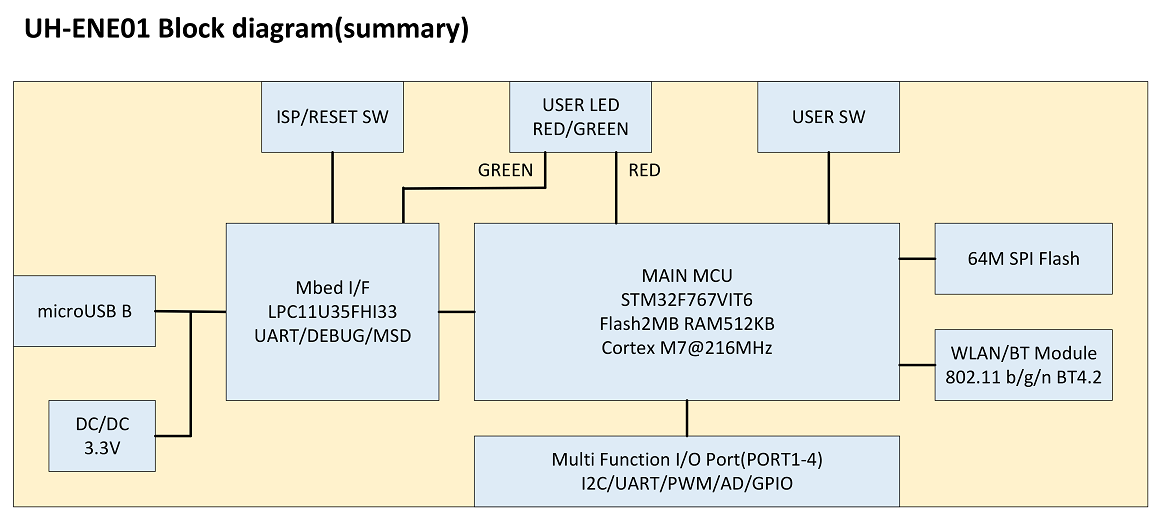 UH-ENE01 Block diagram(summary)
ISP/RESET SW
USER LED
RED/GREEN
USER SW
GREEN
RED
microUSB B
Mbed I/F
LPC11U35FHI33
UART/DEBUG/MSD
MAIN MCU
STM32F767VIT6
Flash2MB RAM512KB
Cortex M7@216MHz
64M SPI Flash
WLAN/BT Module
802.11 b/g/n BT4.2
DC/DC
3.3V
Multi Function I/O Port(PORT1-4)
I2C/UART/PWM/AD/GPIO